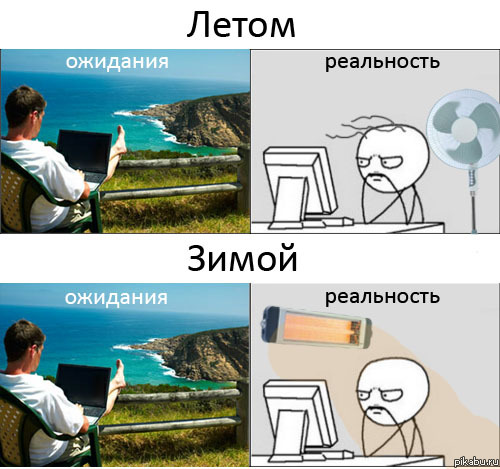 Летом
ожидания
реальность
Зимой
ожидания
реальность
pikabu.ru